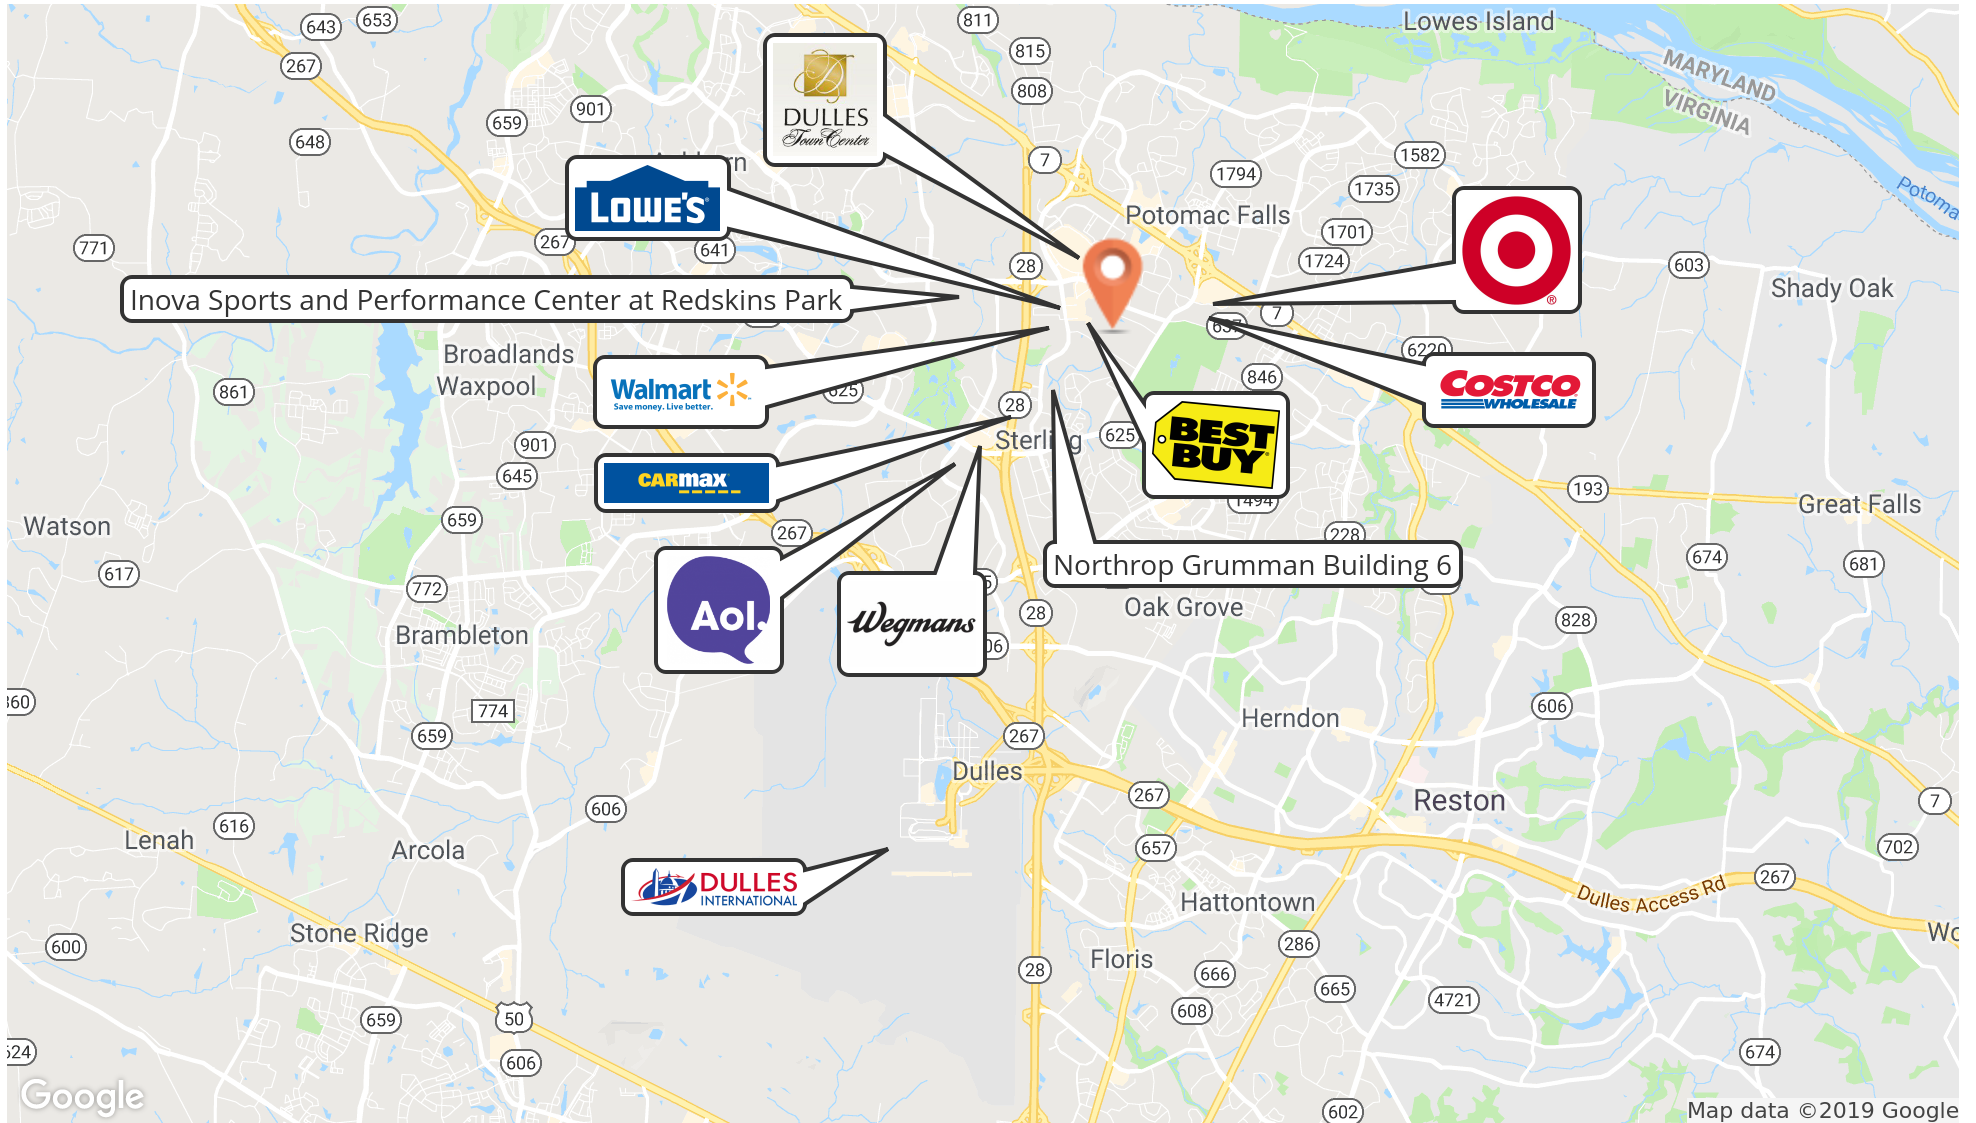 Lowes Island
MARYLAND
VIRGINIA
Potoma
643
653
267
811
815
808
901
659
648
7
1582
1794
1735
DULLES
Town Center
LOWE'S
Potomac Falls
771
267
641
28
1701
1724
603
Shady Oak
Inova Sports and Performance Center at Redskins Park
637
7
6220
Broadlands
Waxpool
861
Walmart
Save money. Live better.
625
28
846
COSTCO
WHOLESALE
901
645
Sterling
625
BEST
BUY
1494
CARMAX
193
Great Falls
Watson
659
267
228
674
681
617
772
Aol.
Wegmans
Northrop Grumman Building 6
28
Oak Grove
828
Brambleton
774
659
606
Herndon
267
Dulles
267
Reston
7
606
616
Lenah
Arcola
657
702
DULLES
INTERNATIONAL
Dulles Access Rd
267
Hattontown
Stone Ridge
600
286
Floris
28
666
665
4721
608
659
50
606
674
602
Google
Map data ©2019 Google